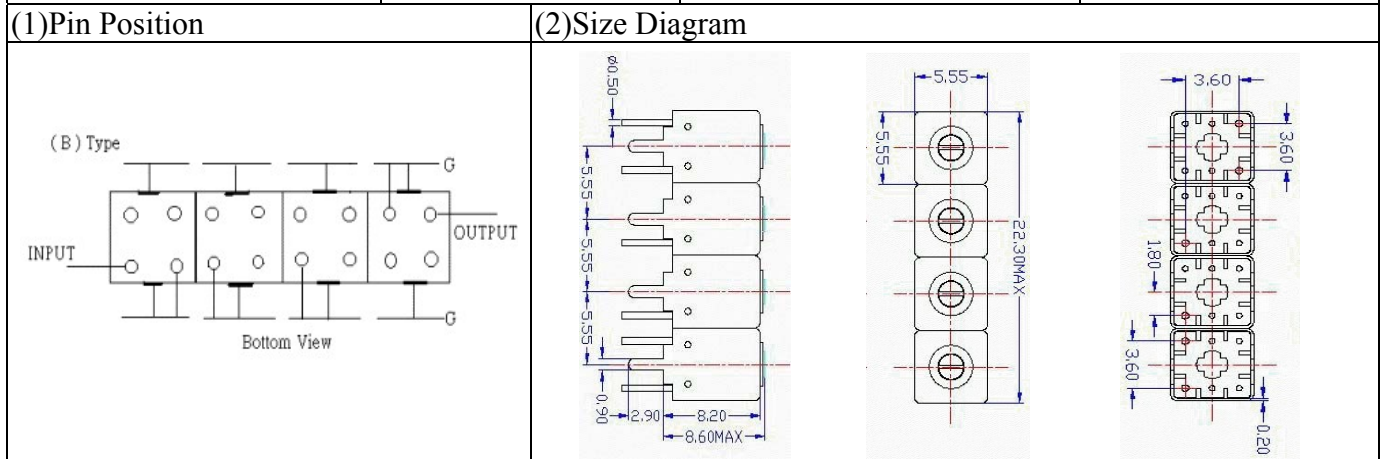 (1)Pin Position
(2)Size Diagram
(B) Type
G
OUTPUT
INPUT
G
Bottom View
ø0.50
5.55
5.55
5.55
0.90
2.90
8.20
8.60MAX
5.55
5.55
22.30MAX
3.60
3.60
1.80
3.60
0.20